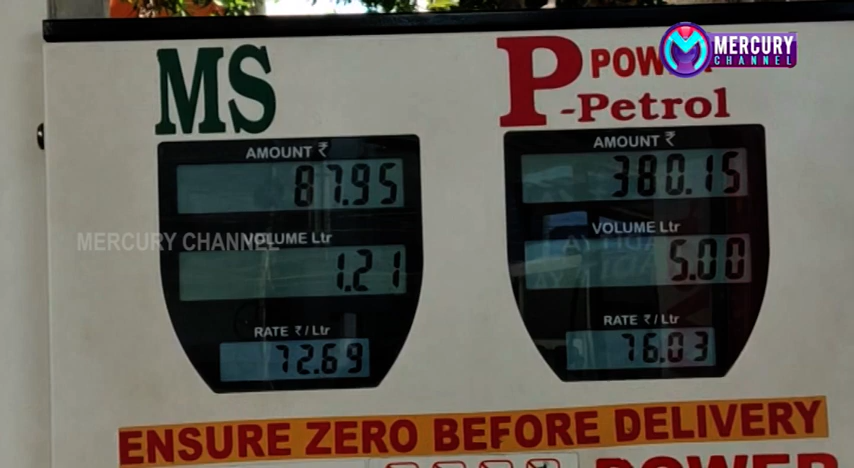 MS
AMOUNT ₹
87.95
VOLUME Ltr
1.21
RATE ₹/Ltr
72.69
P POWER
-Petrol
AMOUNT ₹
380.15
VOLUME Ltr
5.00
RATE ₹/Ltr
76.03
MERCURY
CHANNEL
MERCURY CHANNEL
ENSURE ZERO BEFORE DELIVERY
POWER